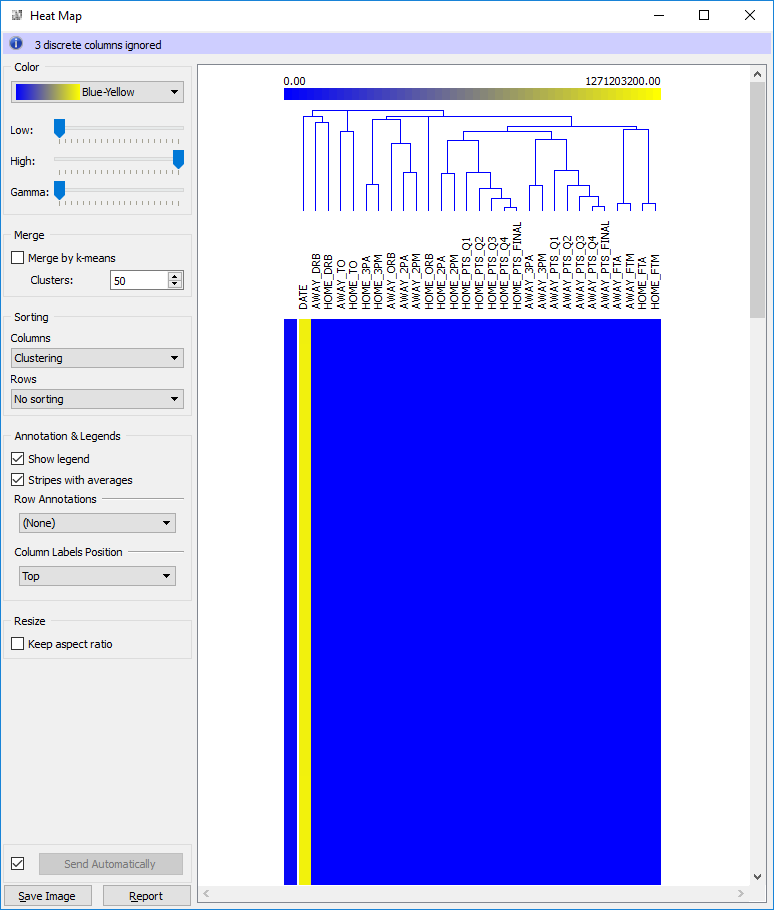 Heat Map
3 discrete columns ignored
Color
Blue-Yellow
Low:
High:
Gamma:
Merge
Merge by k-means
Clusters: 50
Sorting
Columns
Clustering
Rows
No sorting
Annotation & Legends
Show legend
Stripes with averages
Row Annotations
(None)
Column Labels Position
Top
Resize
Keep aspect ratio
Send Automatically
Save Image Report
0.00 1271203200.00
DATE
AWAY_DRB
HOME_DRB
AWAY_TO
HOME_TO
HOME_3PA
HOME_3PM
AWAY_ORB
AWAY_2PA
AWAY_2PM
HOME_ORB
HOME_2PA
HOME_2PM
HOME_PTS_Q1
HOME_PTS_Q2
HOME_PTS_Q3
HOME_PTS_Q4
HOME_PTS_FINAL
AWAY_3PA
AWAY_3PM
AWAY_PTS_Q1
AWAY_PTS_Q2
AWAY_PTS_Q3
AWAY_PTS_Q4
AWAY_PTS_FINAL
AWAY_FTA
AWAY_FTM
HOME_FTA
HOME_FTM